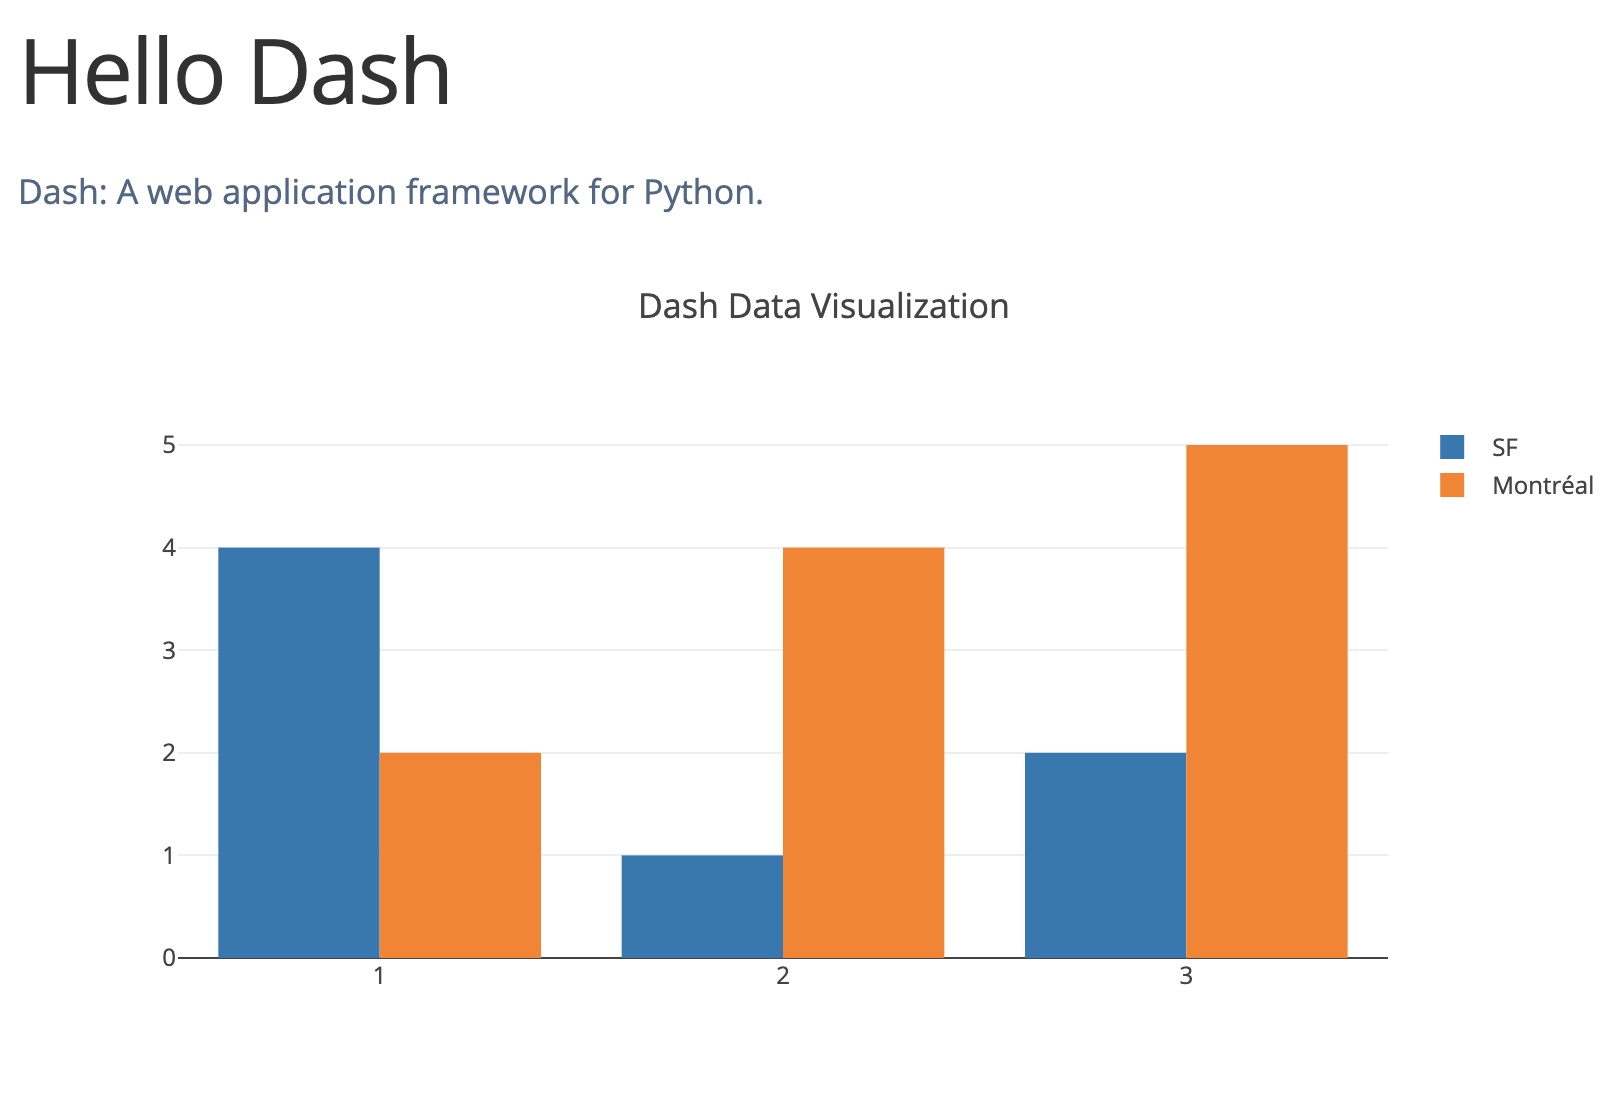 Hello Dash
Dash: A web application framework for Python.
Dash Data Visualization
5
4
3
2
1
0
1
2
3
SF
Montréal